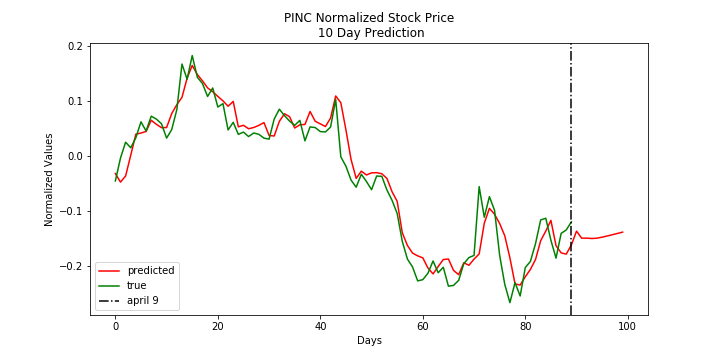 PINC Normalized Stock Price
10 Day Prediction
Normalized Values
0.2
0.1
0.0
−0.1
−0.2
predicted
true
april 9
0
20
40
60
80
100
Days